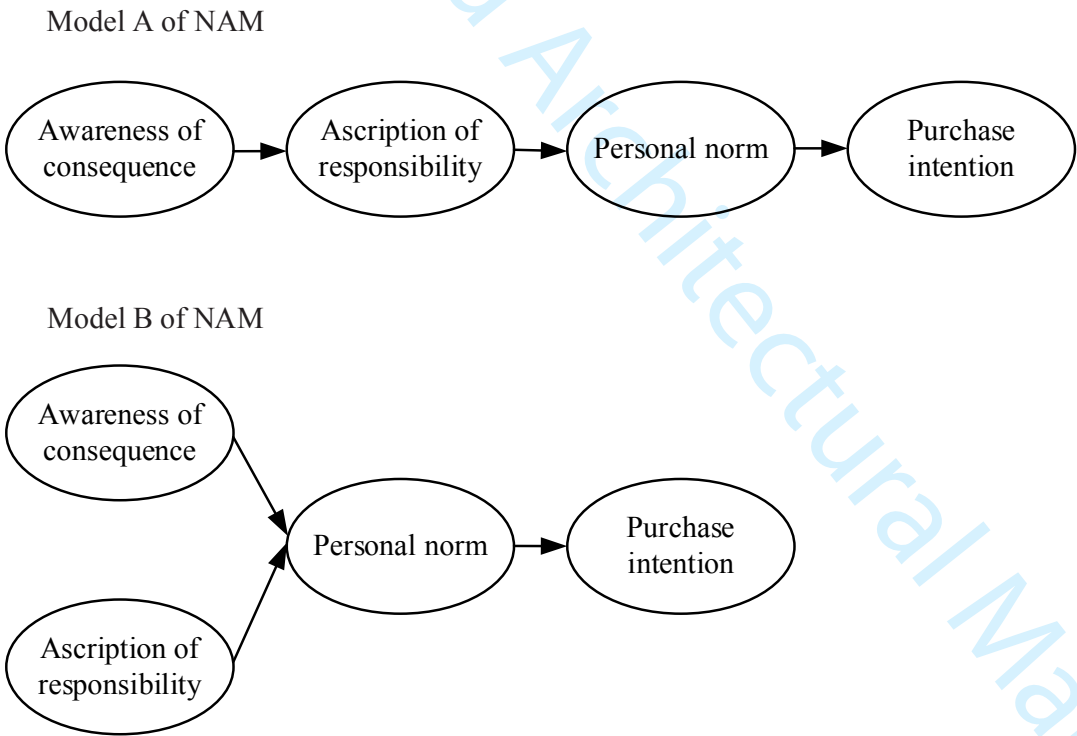 Model A of NAM
Awareness of
consequence
Ascription of
responsibility
Personal norm
Purchase
intention
Model B of NAM
Awareness of
consequence
Ascription of
responsibility
Personal norm
Purchase
intention
Architectural